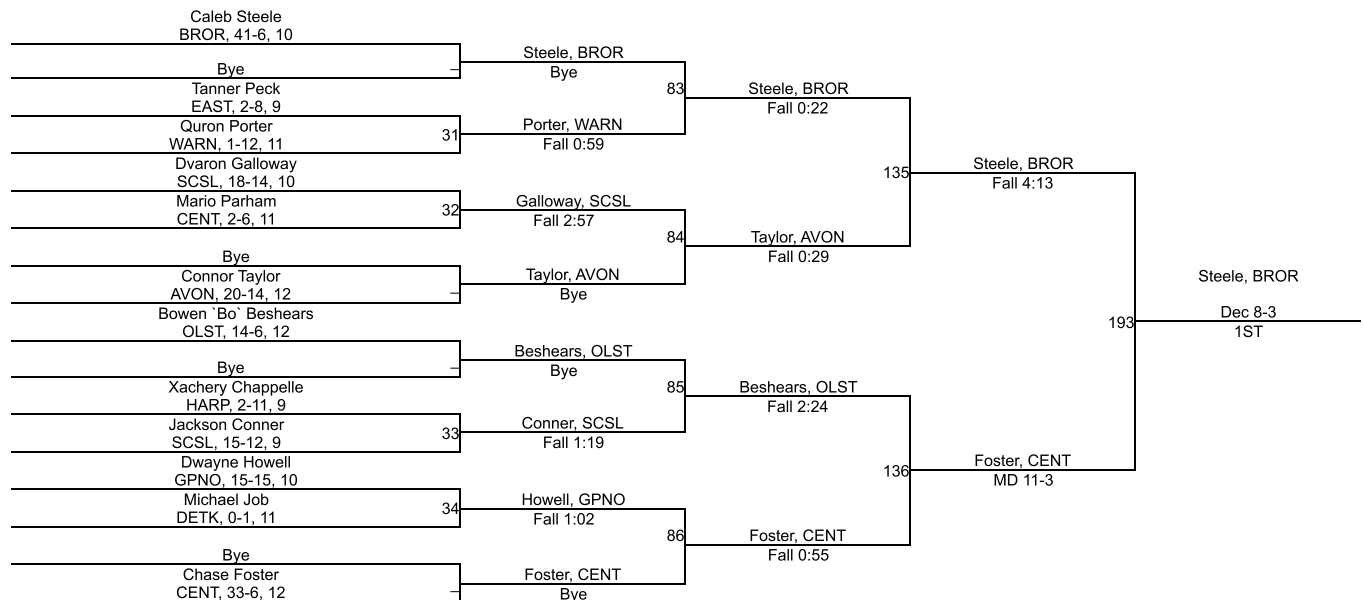 Caleb Steele
BROR, 41-6, 10
Bye
Tanner Peck
EAST, 2-8, 9
Quron Porter
WARN, 1-12, 11
31
Dvaron Galloway
SCSL, 18-14, 10
Mario Parham
CENT, 2-6, 11
32
Bye
Connor Taylor
AVON, 20-14, 12
Bowen `Bo` Beshears
OLST, 14-6, 12
Bye
Xachery Chappelle
HARP, 2-11, 9
Jackson Conner
SCSL, 15-12, 9
33
Dwayne Howell
GPNO, 15-15, 10
Michael Job
DETK, 0-1, 11
34
Bye
Chase Foster
CENT, 33-6, 12
Steele, BROR
Bye
83
Porter, WARN
Fall 0:59
Galloway, SCSL
Fall 2:57
84
Taylor, AVON
Bye
Beshears, OLST
Bye
85
Conner, SCSL
Fall 1:19
Howell, GPNO
Fall 1:02
86
Foster, CENT
Bye
Steele, BROR
Fall 0:22
135
Taylor, AVON
Fall 0:29
Beshears, OLST
Fall 2:24
136
Foster, CENT
Fall 0:55
Steele, BROR
Fall 4:13
193
Foster, CENT
MD 11-3
Steele, BROR
Dec 8-3
1ST